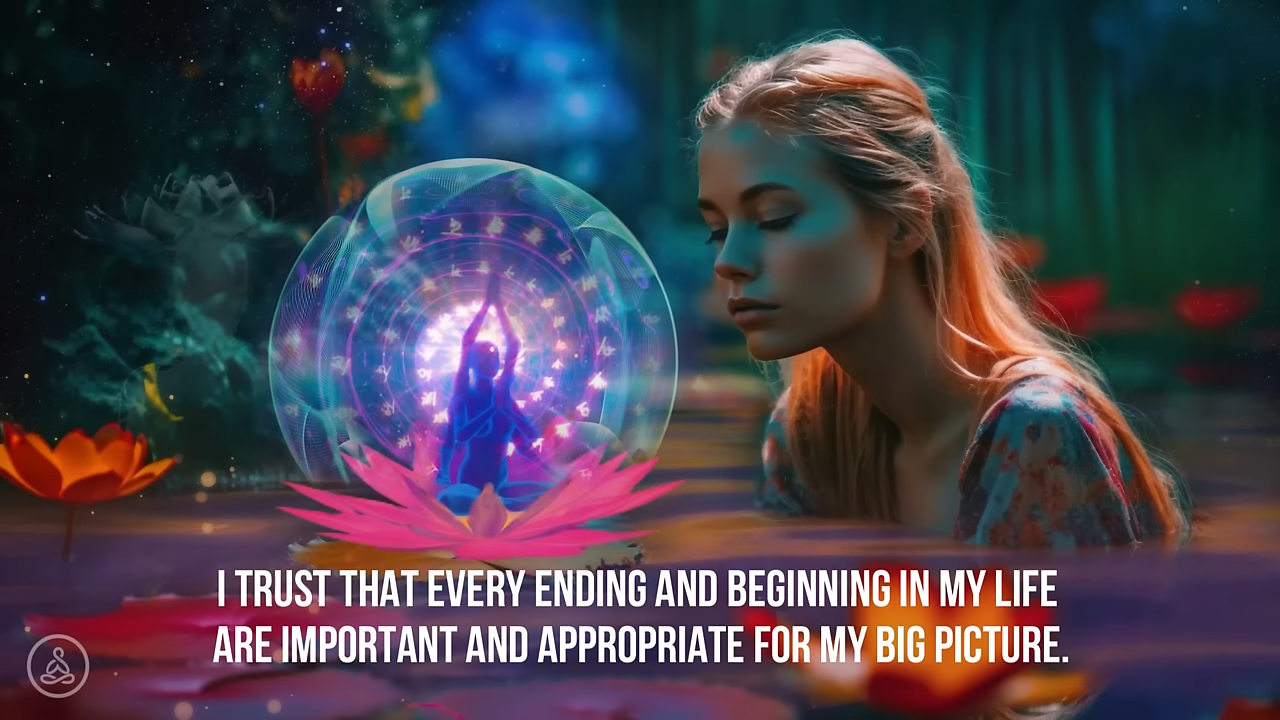 I TRUST THAT EVERY ENDING AND BEGINNING IN MY LIFE
ARE IMPORTANT AND APPROPRIATE FOR MY BIG PICTURE.